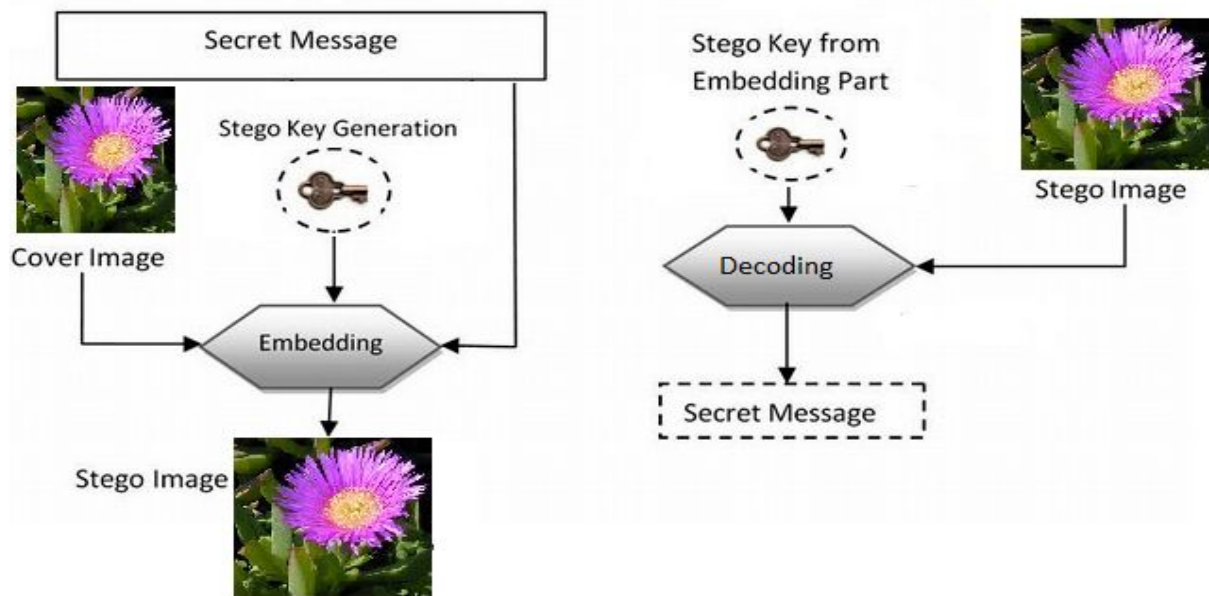 Secret Message
Stego Key Generation
Cover Image
Embedding
Stego Image
Stego Key from
Embedding Part
Stego Image
Decoding
Secret Message